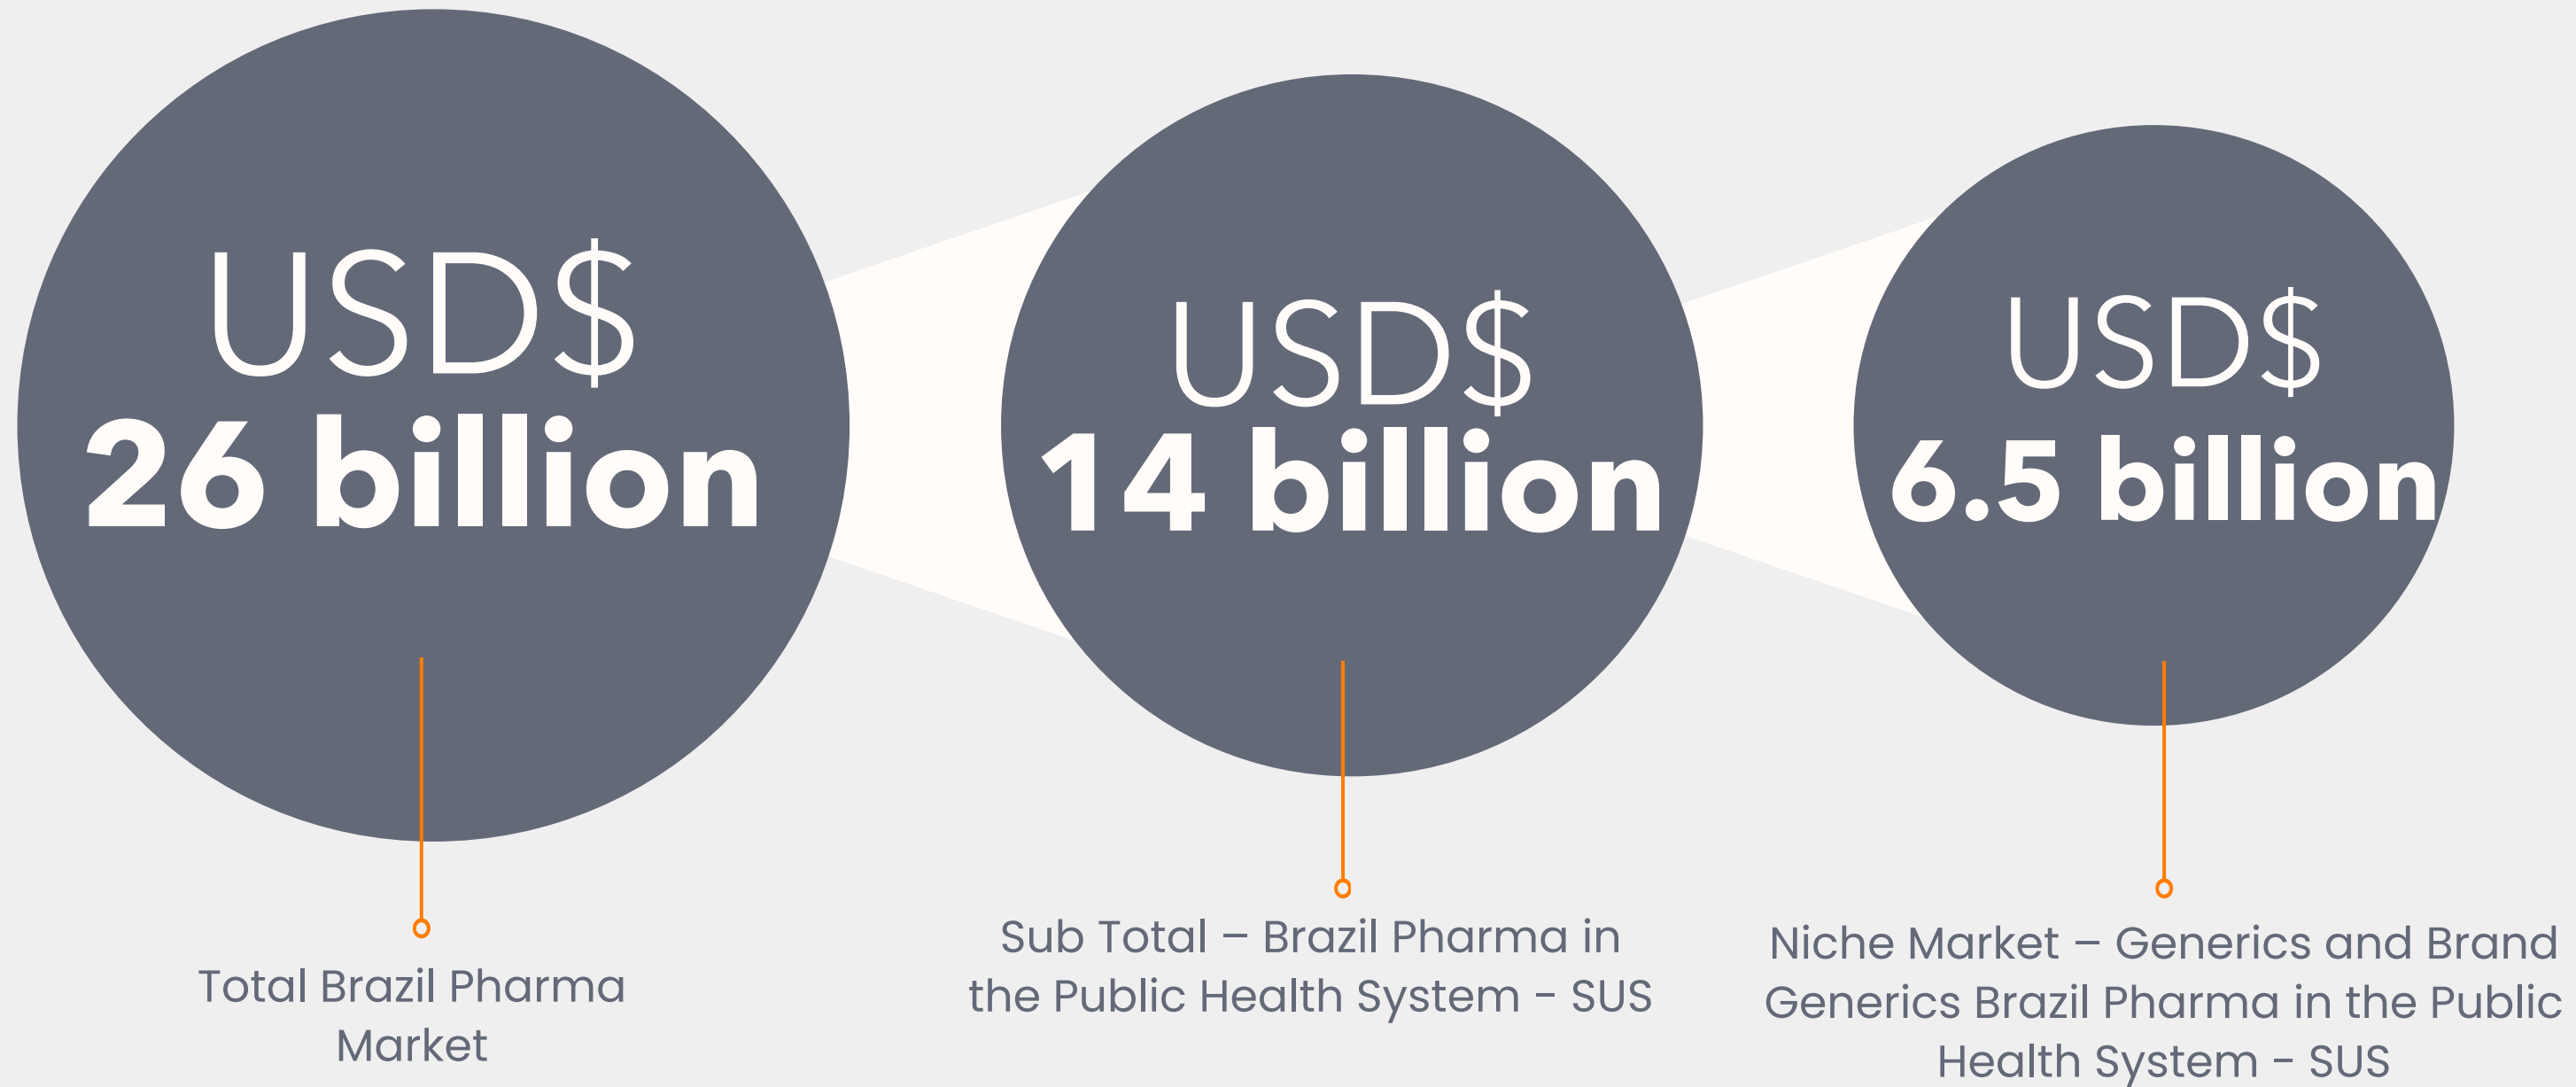 USD$
26 billion
Total Brazil Pharma
Market
USD$
14 billion
Sub Total – Brazil Pharma in
the Public Health System - SUS
USD$
6.5 billion
Niche Market – Generics and Brand
Generics Brazil Pharma in the Public
Health System - SUS